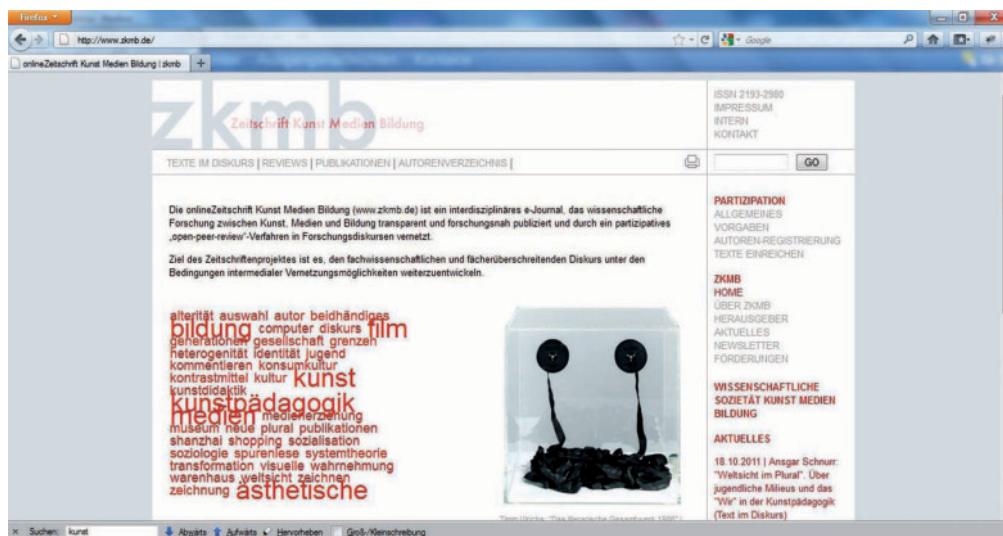 Firefox
http://www.zkmb.de/
Google
onlineZeitschrift Kunst Medien Bildung | zkmb
zkmb
Zeitschrift Kunst Medien Bildung.
ISSN 2193-2980
IMPRESSUM
INTERN
KONTAKT
TEXTE IM DISKURS | REVIEWS | PUBLIKATIONEN | AUTORENVERZEICHNIS |
GO
Die onlineZeitschrift Kunst Medien Bildung (www.zkmb.de) ist ein interdisziplinäres e-Journal, das wissenschaftliche
Forschung zwischen Kunst, Medien und Bildung transparent und forschungsnah publiziert und durch ein partizipatives
„open-peer-review“-Verfahren in Forschungsdiskursen vernetzt.
Ziel des Zeitschriftenprojektes ist es, den fachwissenschaftlichen und fächerüberschreitenden Diskurs unter den
Bedingungen intermedialer Vernetzungsmöglichkeiten weiterzuentwickeln.
alterität auswahl autor beidhändiges
bildung computer diskurs film
generationen gesellschaft grenzen
heterogenität identität jugend
kommentieren konsumkultur
kontrastmittel kultur kunst
kunstdidaktik
kunstpädagogik
medien medienerziehung
museum neue plural publikationen
shanzhai shopping sozialisation
soziologie spurenlese systemtheorie
transformation visuelle wahrnehmung
warenhaus weltsicht zeichnen
zeichnung ästhetische
PARTIZIPATION
ALLGEMEINES
VORGABEN
AUTOREN-REGISTRIERUNG
TEXTE EINREICHEN
ZKMB
HOME
ÜBER ZKMB
HERAUSGEBER
AKTUELLES
NEWSLETTER
FÖRDERUNGEN
WISSENSCHAFTLICHE
SOZIETÄT KUNST MEDIEN
BILDUNG
AKTUELLES
18.10.2011 | Ansgar Schnurr:
"Weltsicht im Plural". Über
jugendliche Milieus und das
"Wir" in der Kunstpädagogik
(Text im Diskurs)
Suchen: kunst Abwärts Aufwärts Hervorheben Groß-/Kleinschreibung